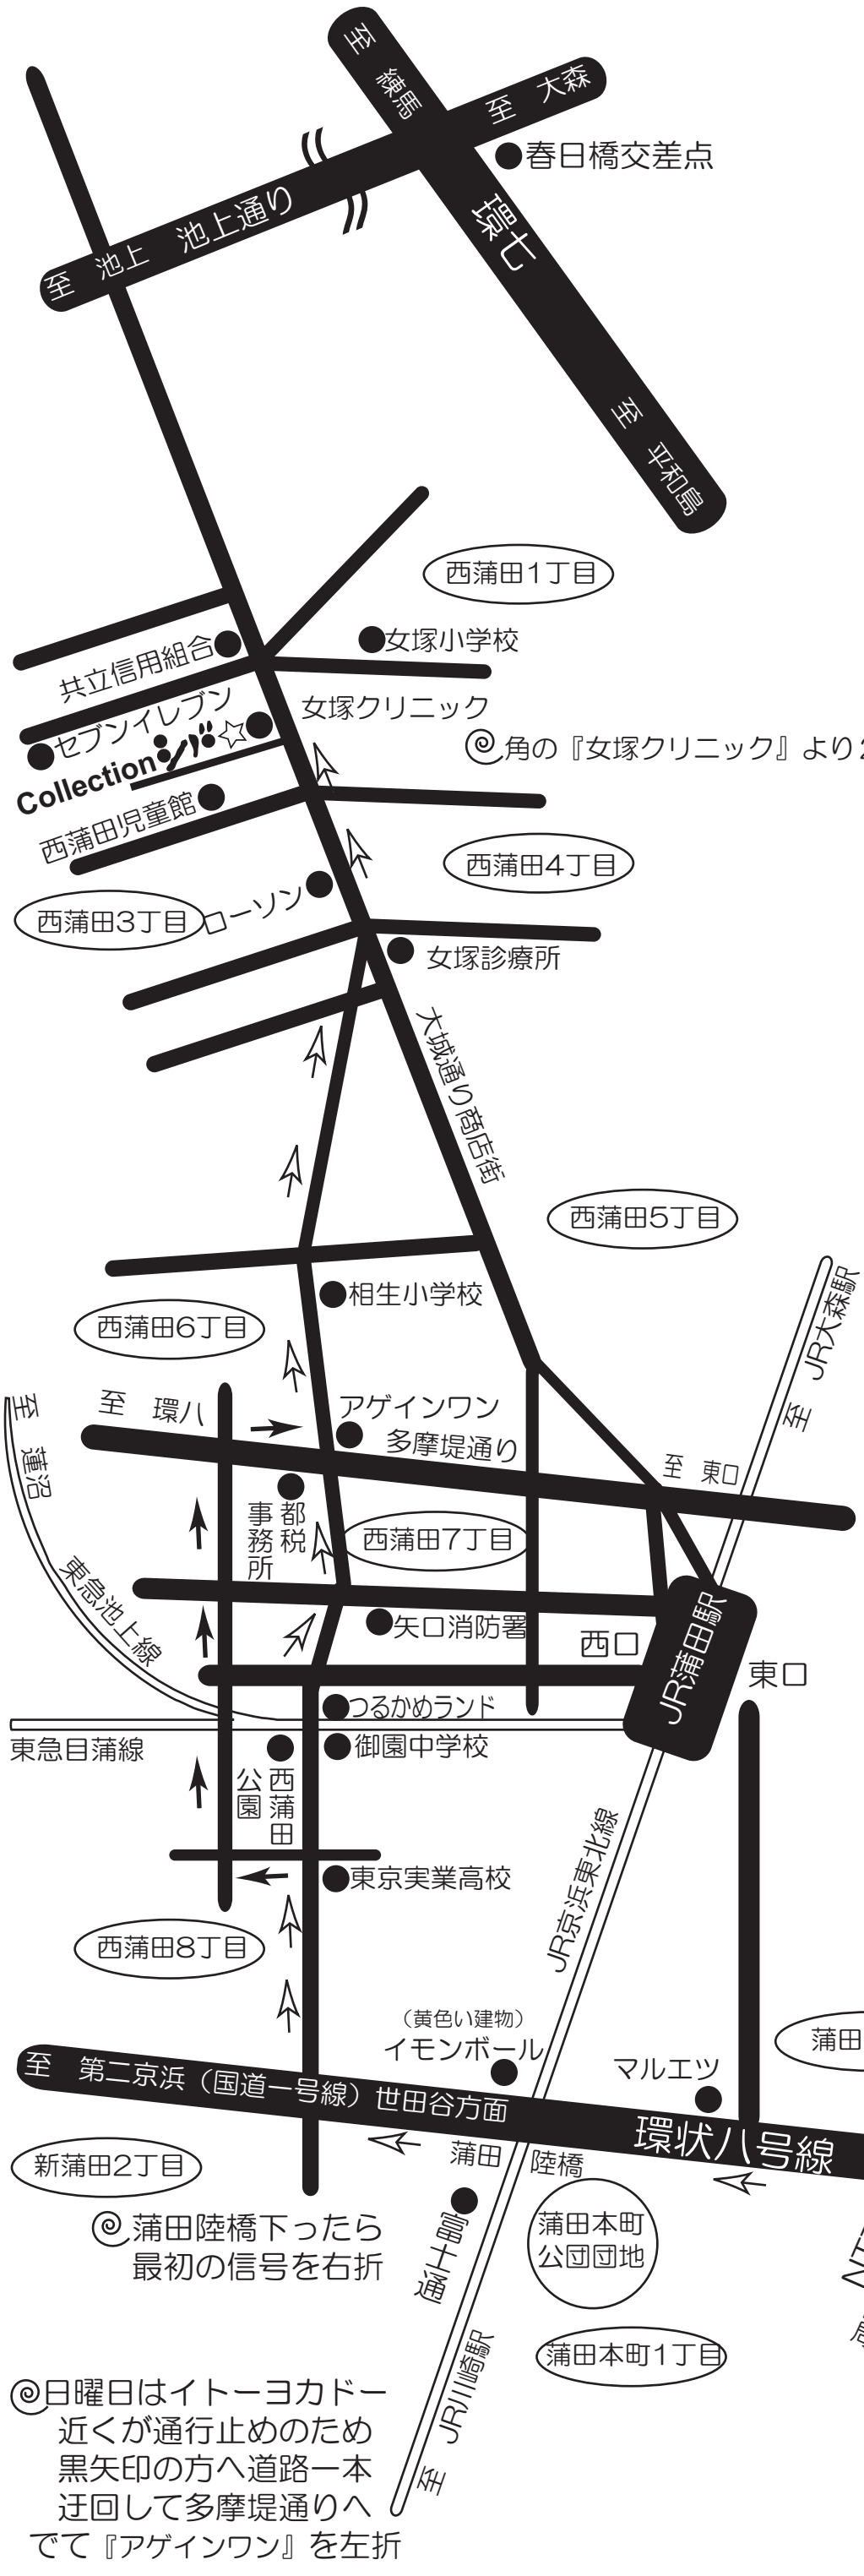 至 練馬
至 大森
春日橋交差点
環七
池上通り
至 池上
至 平和島
西蒲田1丁目
女塚小学校
共立信用組合
女塚クリニック
セブンイレブン
角の『女塚クリニック』より
Collectionシバ☆
西蒲田児童館
西蒲田4丁目
西蒲田3丁目
ローソン
女塚診療所
大城通り商店街
西蒲田5丁目
相生小学校
西蒲田6丁目
至 JR大森駅
至 環八
アゲインワン
多摩堤通り
至 東口
至 蓮沼
都税
事務所
西蒲田7丁目
東急池上線
矢口消防署
西口
JR蒲田駅
東口
つるかめランド
東急目蒲線
御園中学校
西蒲田
公園
東京実業高校
JR京浜東北線
西蒲田8丁目
(黄色い建物)
イモンボール
マルエツ
蒲田
至 第二京浜(国道一号線)世田谷方面
環状八号線
蒲田 陸橋
新蒲田2丁目
蒲田陸橋下ったら
最初の信号を右折
富士通
蒲田本町
公団団地
蒲田本町1丁目
至 JR川崎駅
日曜日はイトーヨカドー
近くが通行止めのため
黒矢印の方へ道路一本
迂回して多摩堤通りへ
でて『アゲインワン』を左折